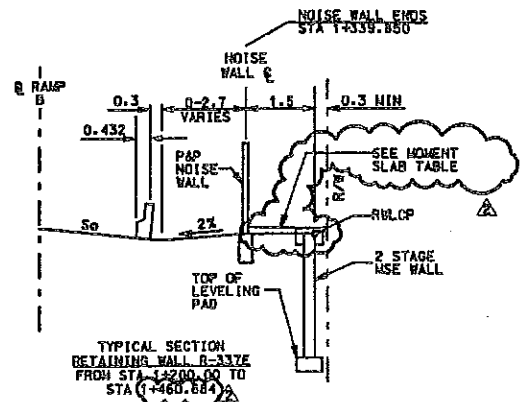 NOISE WALL ENDS
STA 1+339.850
NOISE
WALL ℄
℄ RAMP
B
0.3
0-2.7
VARIES
1.5
0.3 MIN
0.432
P&P
NOISE
WALL
SEE MOMENT
SLAB TABLE
R/W
2
So
2%
RWLCP
2 STAGE
MSE WALL
TOP OF
LEVELING
PAD
TYPICAL SECTION
RETAINING WALL R-337E
FROM STA 1+200.00 TO
STA 1+460.684
2